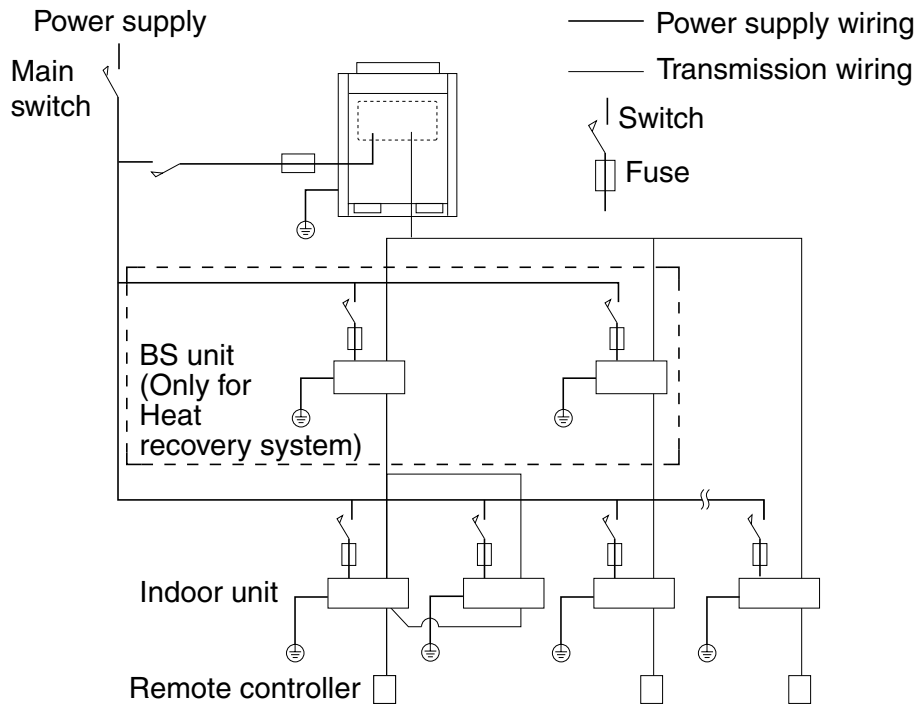 Power supply
Main
switch
Power supply wiring
Transmission wiring
Switch
Fuse
BS unit
(Only for
Heat
recovery system)
Indoor unit
Remote controller